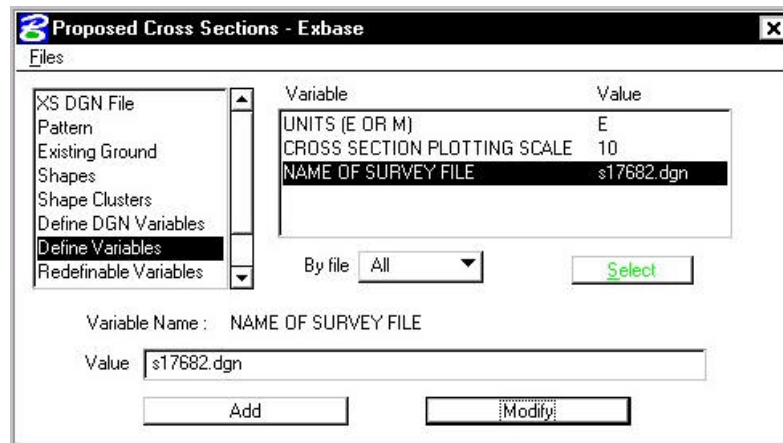 Proposed Cross Sections - Exbase
Files
XS DGN File
Pattern
Existing Ground
Shapes
Shape Clusters
Define DGN Variables
Define Variables
Redefinable Variables
Variable Value
UNITS (E OR M) E
CROSS SECTION PLOTTING SCALE 10
NAME OF SURVEY FILE s17682.dgn
By file All Select
Variable Name : NAME OF SURVEY FILE
Value s17682.dgn
Add Modify